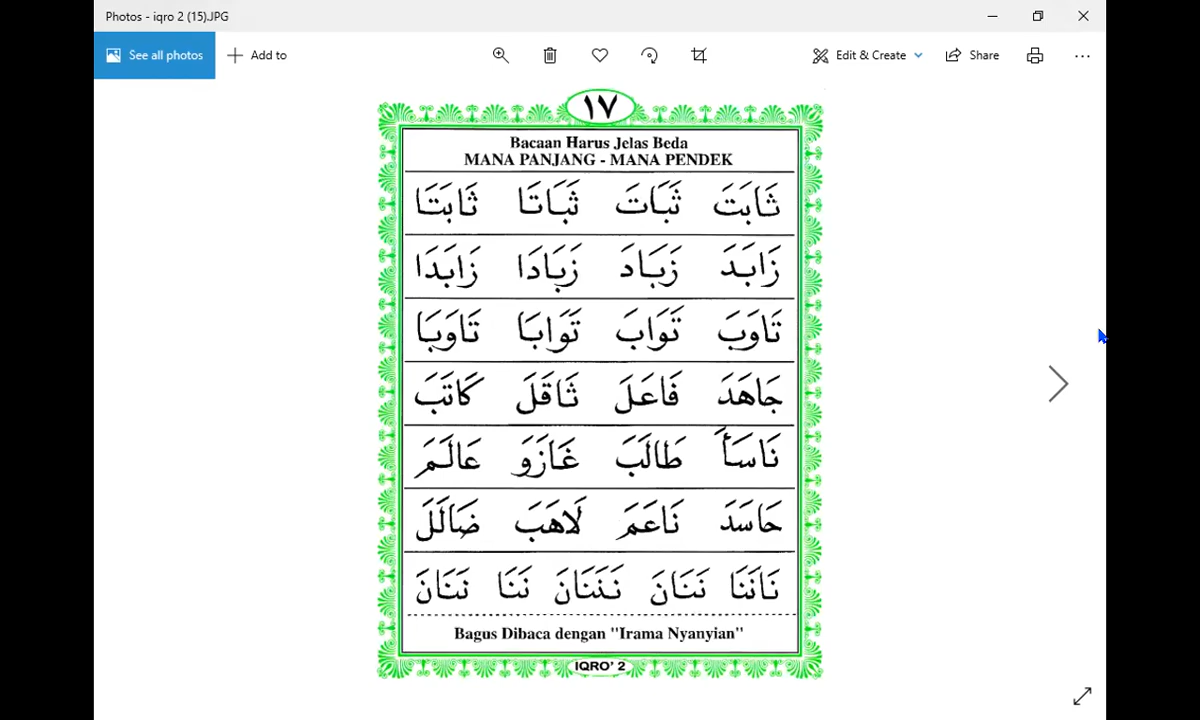 Photos - iqro 2 (15).JPG
See all photos Add to Edit & Create Share
١٧
Bacaan Harus Jelas Beda
MANA PANJANG - MANA PENDEK
ثَابَتَ ثَبَاتَ ثَبَاتَا ثَابَتَا
زَابَدَ زَبَادَ زَبَادَا زَابَدَا
تَاوَبَ تَوَابَ تَوَابَا تَاوَبَا
جَاهَدَ فَاعَلَ ثَاقَلَ كَاتَبَ
نَاسَأَ طَالَبَ غَازَوَ عَالَمَ
حَاسَدَ نَاعَمَ لَاهَبَ ضَالَلَ
نَانَنَا نَنَانَ نَنَنَانَ نَنَا نَنَنَانَ
Bagus Dibaca dengan "Irama Nyanyian"
IQRO' 2